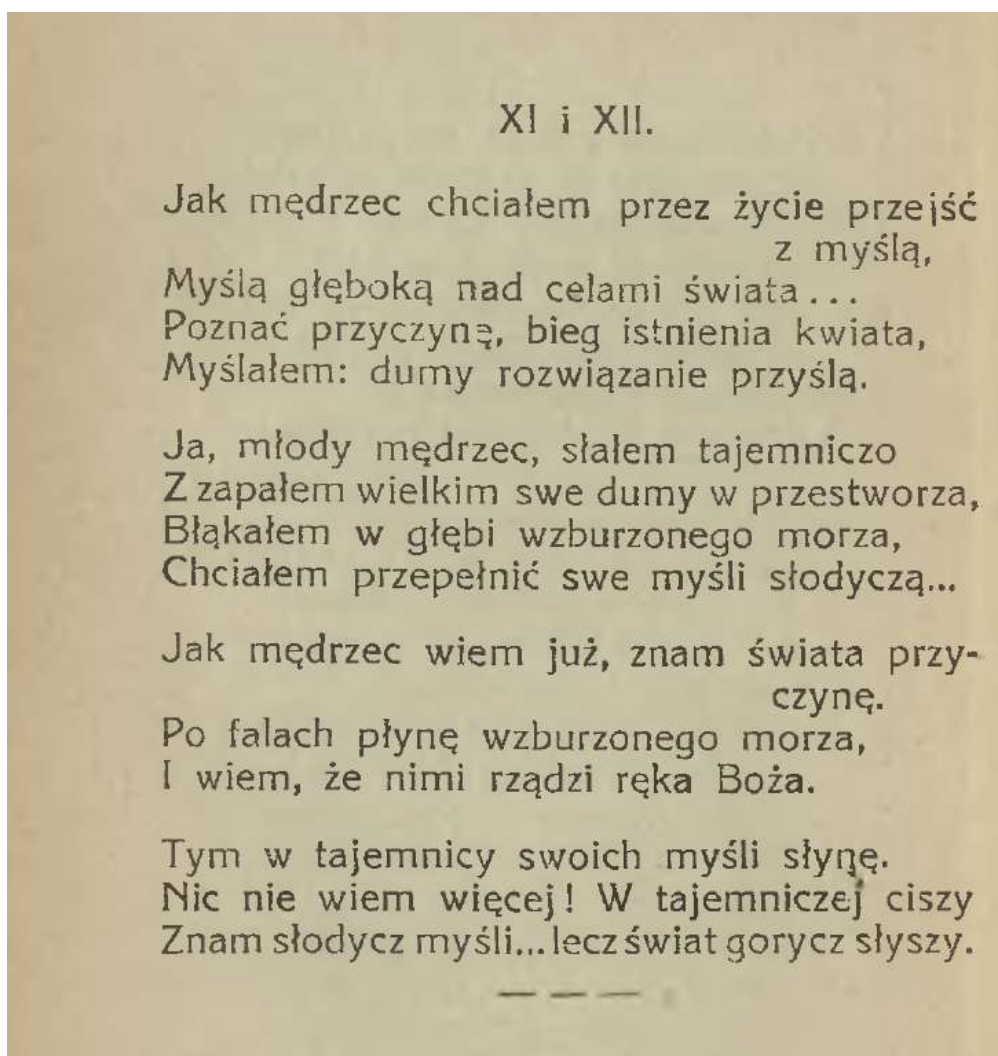 XI i XII.
Jak mędrzec chciałem przez życie przejść
z myślą,
Myślą głęboką nad celami świata...
Poznać przyczynę, bieg istnienia kwiata,
Myślałem: dumy rozwiązanie przyślą.
Ja, młody mędrzec, słałem tajemniczo
Z zapałem wielkim swe dumy w przestworza,
Błąkałem w głębi wzburzonego morza,
Chciałem przepełnić swe myśli słodyczą...
Jak mędrzec wiem już, znam świata przy-
czynę.
Po falach płynę wzburzonego morza,
I wiem, że nimi rządzi ręka Boża.
Tym w tajemnicy swoich myśli słynę.
Nic nie wiem więcej! W tajemniczej ciszy
Znam słodycz myśli...lecz świat gorycz słyszy.